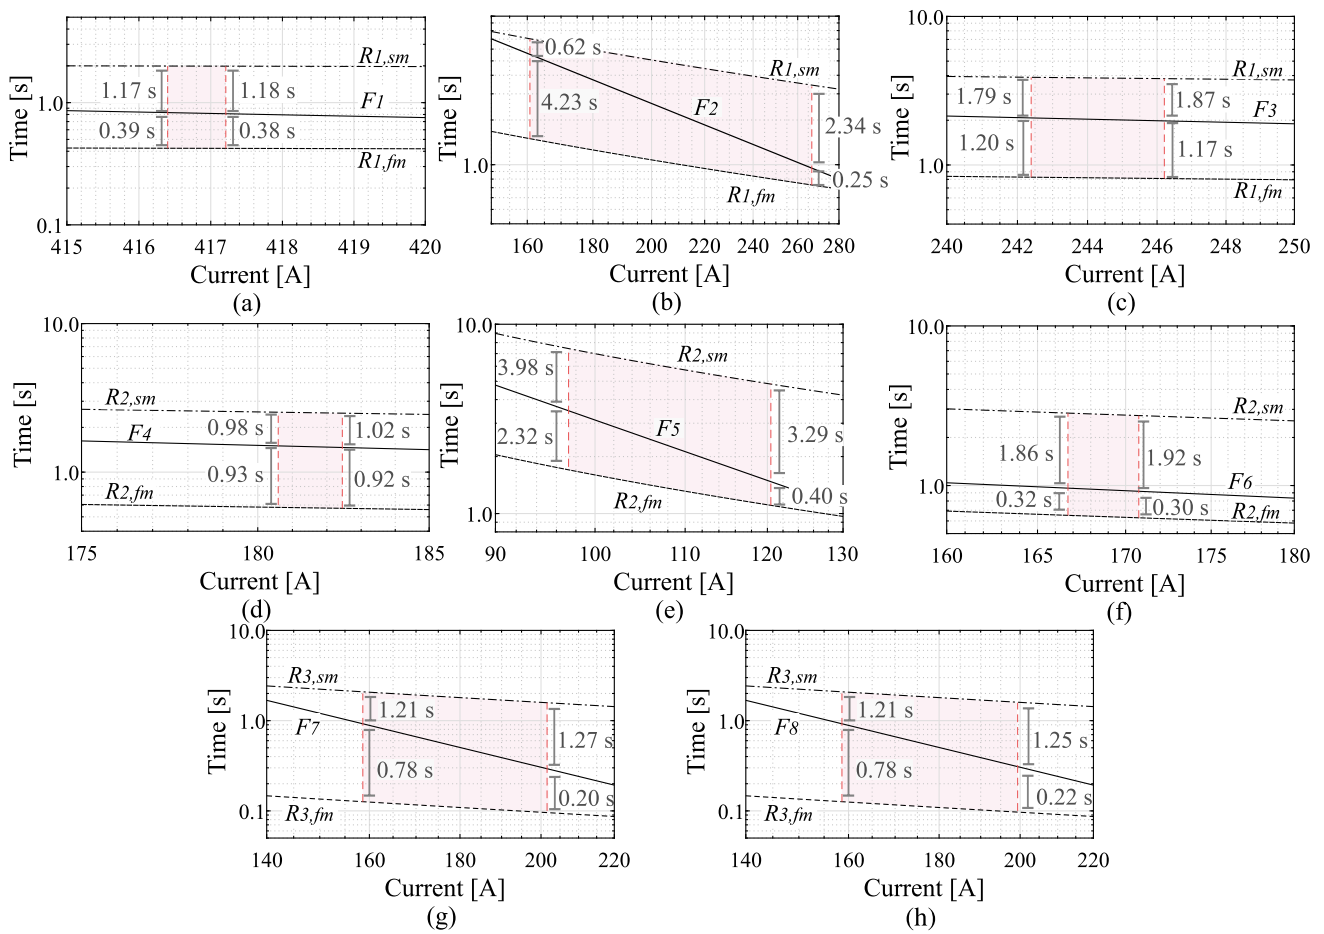 Time [s]
1.0
0.1
R1,sm
1.17 s
1.18 s
F1
0.39 s
0.38 s
R1,fm
415 416 417 418 419 420
Current [A]
(a)
Time [s]
1.0
0.62 s
R1,sm
4.23 s
F2
2.34 s
0.25 s
R1,fm
160 180 200 220 240 260 280
Current [A]
(b)
Time [s]
10.0
1.0
R1,sm
1.79 s
1.87 s
F3
1.20 s
1.17 s
R1,fm
240 242 244 246 248 250
Current [A]
(c)
Time [s]
10.0
1.0
R2,sm
F4
0.98 s
1.02 s
0.93 s
0.92 s
R2,fm
175 180 185
Current [A]
(d)
Time [s]
10.0
1.0
R2,sm
3.98 s
F5
2.32 s
3.29 s
0.40 s
R2,fm
90 100 110 120 130
Current [A]
(e)
Time [s]
10.0
1.0
R2,sm
1.86 s
1.92 s
F6
0.32 s
0.30 s
R2,fm
160 165 170 175 180
Current [A]
(f)
Time [s]
10.0
1.0
0.1
R3,sm
1.21 s
F7
1.27 s
0.78 s
0.20 s
R3,fm
140 160 180 200 220
Current [A]
(g)
Time [s]
10.0
1.0
0.1
R3,sm
1.21 s
F8
1.25 s
0.78 s
0.22 s
R3,fm
140 160 180 200 220
Current [A]
(h)